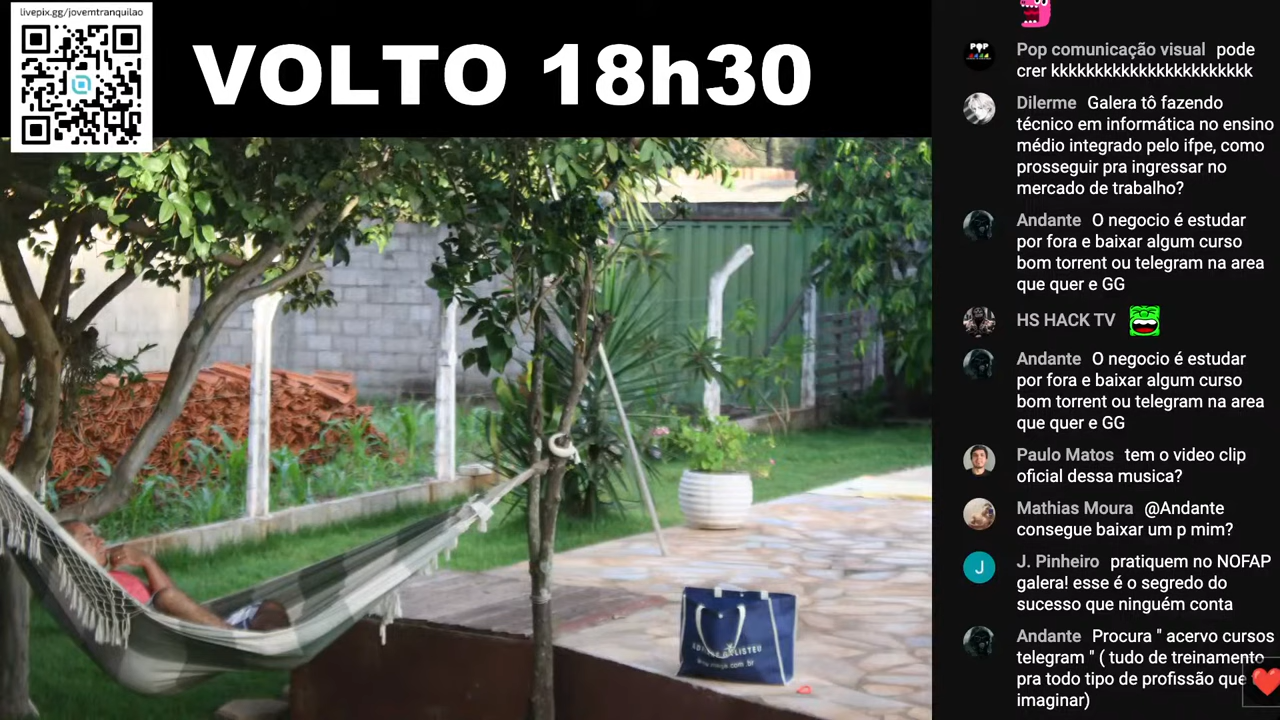 livepix.gg/jovemtranquilao
VOLTO 18h30
Pop comunicação visual pode
crer kkkkkkkkkkkkkkkkkkkkkkk
Dilerme Galera tô fazendo
técnico em informática no ensino
médio integrado pelo ifpe, como
prosseguir pra ingressar no
mercado de trabalho?
Andante O negocio é estudar
por fora e baixar algum curso
bom torrent ou telegram na area
que quer e GG
HS HACK TV
Andante O negocio é estudar
por fora e baixar algum curso
bom torrent ou telegram na area
que quer e GG
Paulo Matos tem o video clip
oficial dessa musica?
Mathias Moura @Andante
consegue baixar um p mim?
J. Pinheiro pratiquem no NOFAP
galera! esse é o segredo do
sucesso que ninguém conta
Andante Procura " acervo cursos
telegram " ( tudo de treinamento
pra todo tipo de profissão que
imaginar)
POP
J